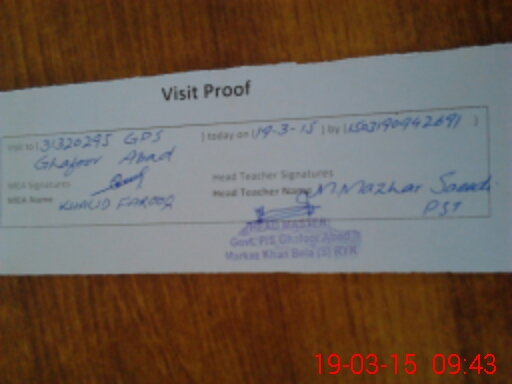 Visit Proof
Visit to ( 31320295 GPS ) today on ( 19-3-15 ) by (
Ghafoor Abad
MEA Signatures Head Teacher Signatures
MEA Name KHALID FAROOQ Head Teacher Name M. Mazhar
PST
HEAD MASTER
Govt. P/S Ghafoor Abad
Markaz Khan Bela (S) RYK
19-03-15 09:43